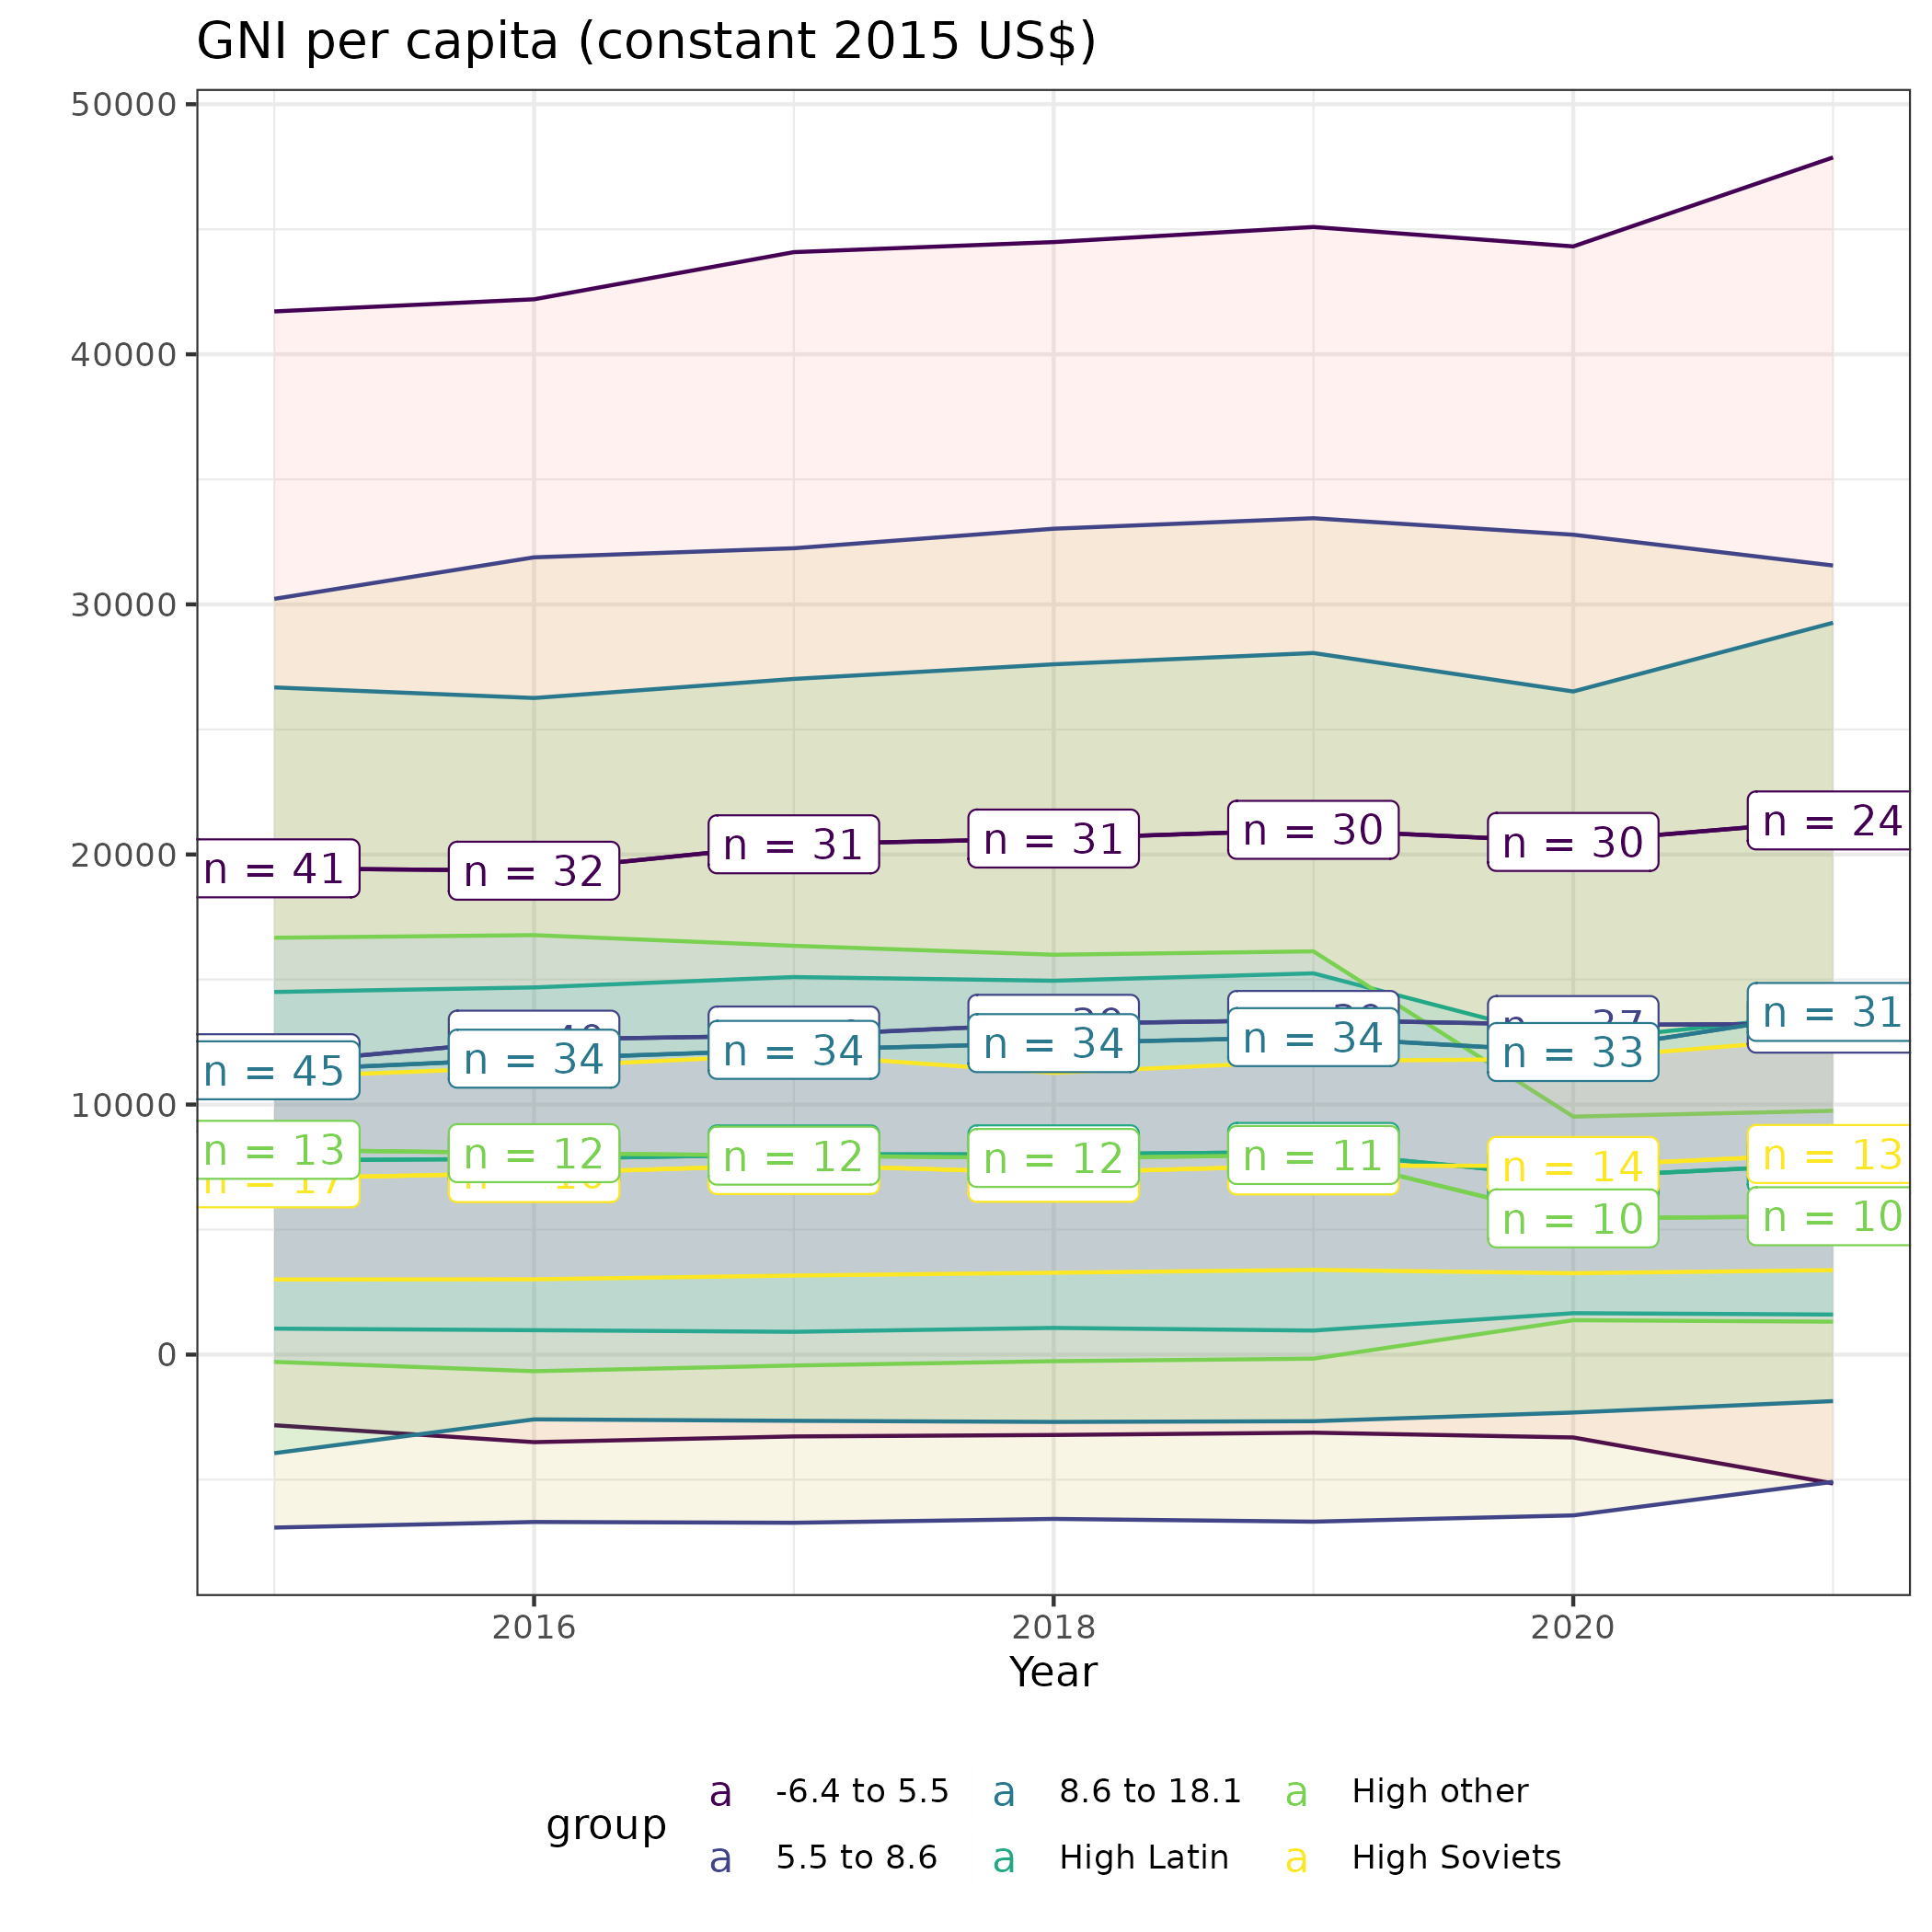 GNI per capita (constant 2015 US$)
50000
40000
30000
20000
10000
0
n = 41
n = 32
n = 31
n = 31
n = 30
n = 30
n = 24
n = 45
n = 34
n = 34
n = 34
n = 34
n = 33
n = 31
n = 13
n = 12
n = 12
n = 12
n = 11
n = 14
n = 13
n = 10
n = 10
2016
2018
2020
Year
group
a -6.4 to 5.5 a 8.6 to 18.1 a High other
a 5.5 to 8.6 a High Latin a High Soviets